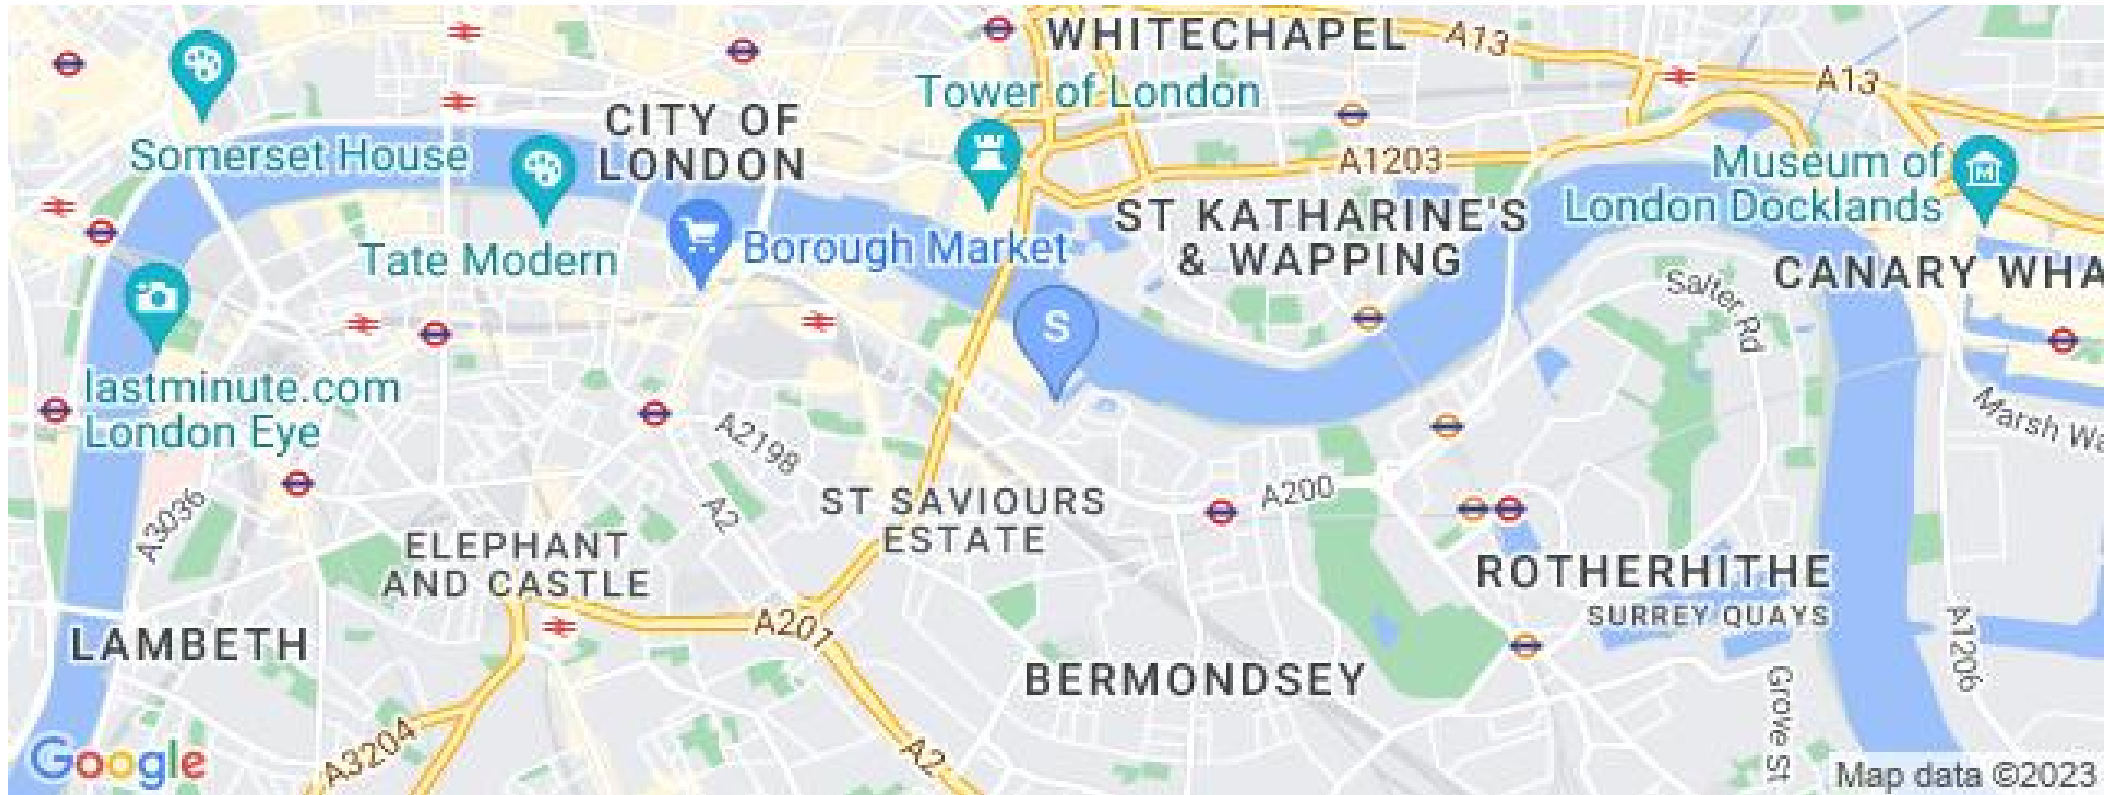 WHITECHAPEL
A13
A13
Tower of London
CITY OF
LONDON
Somerset House
A1203
Museum of
London Docklands
ST KATHARINE'S
& WAPPING
Tate Modern
Borough Market
CANARY WHA
Salter Rd
S
lastminute.com
London Eye
Marsh Wa
A2198
A200
A3036
A2
ST SAVIOURS
ESTATE
ELEPHANT
AND CASTLE
ROTHERHITHE
SURREY QUAYS
A201
LAMBETH
A1206
BERMONDSEY
Grove St
A3204
A2
Google
Map data ©2023
M